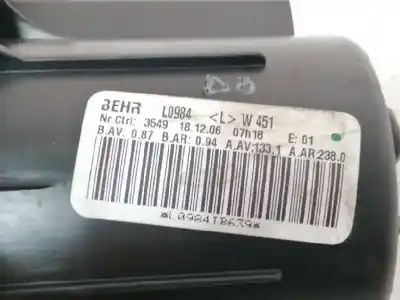 BEHR L0984 <L> W 451
Nr Ctrl: 3649 18.12.06 07h18 E: 01
B.AV: 0.87 B.AR: 0.94 A.AV:133.1 A.AR:238.0
*L0984IB639*